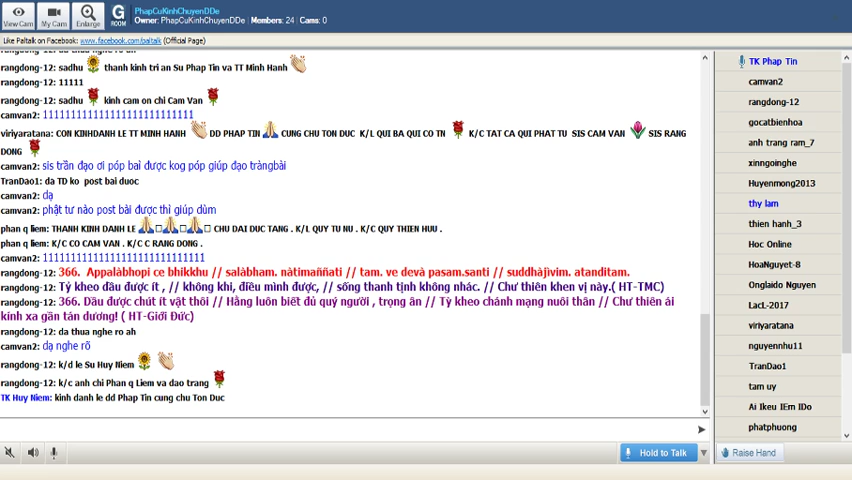 PhapCuKinhChuyenDDe
Owner: PhapCuKinhChuyenDDe | Members: 24 | Cams: 0
View Cam
My Cam
Enlarge
G
ROOM
Like Paltalk on Facebook: www.facebook.com/paltalk (Official Page)
rangdong-12: sadhu thanh kinh tri an Su Phap Tin va TT Minh Hanh
rangdong-12: 11111
rangdong-12: sadhu kinh cam on chi Cam Van
camvan2: 1111111111111111111111111111
viriyaratana: CON KINHDANH LE TT MINH HANH DD PHAP TIN CUNG CHU TON DUC K/L QUI BA QUI CO TN K/C TAT CA QUI PHAT TU SIS CAM VAN SIS RANG
DONG
camvan2: sis trần đạo ơi póp bai được kog póp giúp đạo tràngbài
TranDao1: da TD ko post bai duoc
camvan2: dạ
camvan2: phật tư nào post bài được thì giúp dùm
phan q liem: THANH KINH DANH LE CHU DAI DUC TANG . K/L QUY TU NU . K/C QUY THIEN HUU .
phan q liem: K/C CO CAM VAN . K/C C RANG DONG .
camvan2: 111111111111111111111111111111
rangdong-12: 366. Appalàbhopi ce bhikkhu // salàbham. nàtimaññati // tam. ve devà pasam.santi // suddhàjìvim. atanditam.
rangdong-12: Tỷ kheo dầu được ít , // không khi, điều mình được, // sống thanh tịnh không nhác. // Chư thiên khen vị này.( HT-TMC)
rangdong-12: 366. Dầu được chút ít vật thôi // Hằng luôn biết đủ quý người , trọng ân // Tỳ kheo chánh mạng nuôi thân // Chư thiên ái
kính xa gần tán dương! ( HT-Giới Đức)
rangdong-12: da thua nghe ro ah
camvan2: dạ nghe rõ
rangdong-12: k/d le Su Huy Niem
rangdong-12: k/c anh chi Phan q Liem va dao trang
TK Huy Niem: kinh danh le dd Phap Tin cung chu Ton Duc
Hold to Talk
TK Phap Tin
camvan2
rangdong-12
gocatbienhoa
anh trang ram_7
xinngoinghe
Huyenmong2013
thy lam
thien hanh_3
Hoc Online
HoaNguyet-8
Onglaido Nguyen
LacL-2017
viriyaratana
nguyennhu11
TranDao1
tam uy
Ai Ikeu IEm IDo
phatphuong
Raise Hand